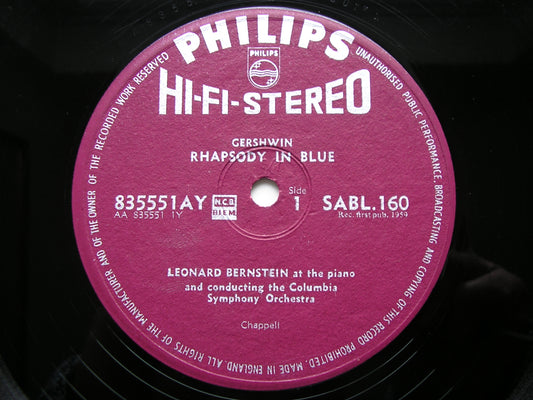 PHILIPS
PHILIPS
HI-FI-STEREO
GERSHWIN
RHAPSODY IN BLUE
835551AY
AA 835551 1Y
N.C.B.
B.I.E.M.
Side
1
SABL.160
Rec. first pub. 1959
LEONARD BERNSTEIN at the piano
and conducting the Columbia
Symphony Orchestra
Chappell
ALL RIGHTS OF THE MANUFACTURER AND OF THE OWNER OF THE RECORDED WORK RESERVED
UNAUTHORISED PUBLIC PERFORMANCE, BROADCASTING AND COPYING OF THIS RECORD PROHIBITED. MADE IN ENGLAND.